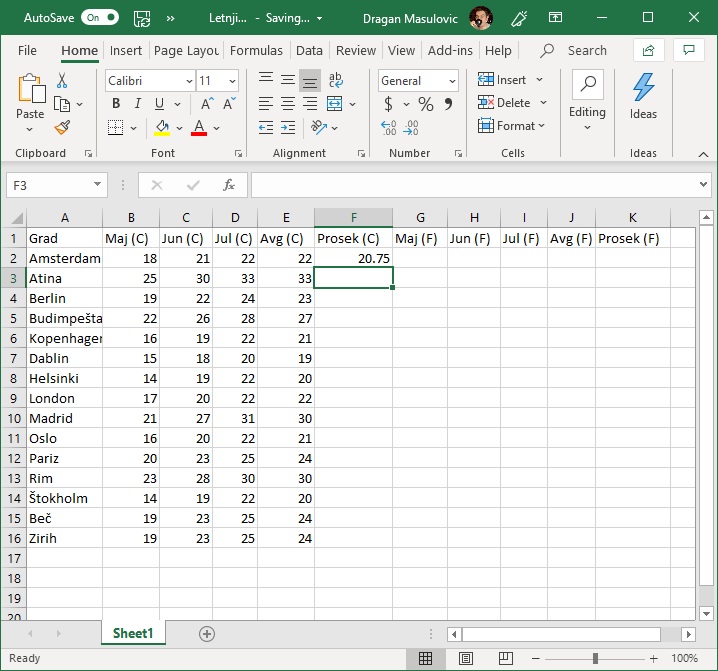 AutoSave On Letnji... - Saving... Dragan Masulovic
File Home Insert Page Layou Formulas Data Review View Add-ins Help Search
Calibri 11 General Insert
Paste B I U A A $ % Delete Editing Ideas
A Format
Clipboard Font Alignment Number Cells Ideas
F3 fx
A B C D E F G H I J K
1 Grad Maj (C) Jun (C) Jul (C) Avg (C) Prosek (C) Maj (F) Jun (F) Jul (F) Avg (F) Prosek (F)
2 Amsterdam 18 21 22 22 20.75
3 Atina 25 30 33 33
4 Berlin 19 22 24 23
5 Budimpešta 22 26 28 27
6 Kopenhagen 16 19 22 21
7 Dablin 15 18 20 19
8 Helsinki 14 19 22 20
9 London 17 20 22 22
10 Madrid 21 27 31 30
11 Oslo 16 20 22 21
12 Pariz 20 23 25 24
13 Rim 23 28 30 30
14 Štokholm 14 19 22 20
15 Beč 19 23 25 24
16 Zirih 19 23 25 24
17
18
19
20
Sheet1
Ready 100%